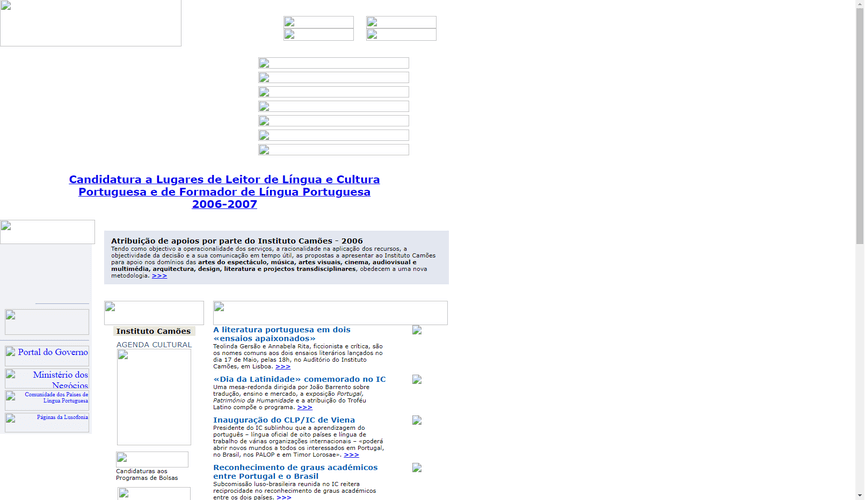 Candidatura a Lugares de Leitor de Língua e Cultura
Portuguesa e de Formador de Língua Portuguesa
2006-2007
Atribuição de apoios por parte do Instituto Camões - 2006
Tendo como objectivo a operacionalidade dos serviços, a racionalidade na aplicação dos recursos, a
objectividade da decisão e a sua comunicação em tempo útil, as propostas a apresentar ao Instituto Camões
para apoio nos domínios das artes do espectáculo, música, artes visuais, cinema, audiovisual e
multimédia, arquitectura, design, literatura e projectos transdisciplinares, obedecem a uma nova
metodologia. >>>
Portal do Governo
Ministério dos
Negócios
Comunidade dos Países de
Língua Portuguesa
Páginas da Lusofonia
Instituto Camões
AGENDA CULTURAL
Candidaturas aos
Programas de Bolsas
A literatura portuguesa em dois
«ensaios apaixonados»
Teolinda Gersão e Annabela Rita, ficcionista e crítica, são
os nomes comuns aos dois ensaios literários lançados no
dia 17 de Maio, pelas 18h, no Auditório do Instituto
Camões, em Lisboa. >>>
«Dia da Latinidade» comemorado no IC
Uma mesa-redonda dirigida por João Barrento sobre
tradução, ensino e mercado, a exposição Portugal,
Património da Humanidade e a atribuição do Troféu
Latino compõe o programa. >>>
Inauguração do CLP/IC de Viena
Presidente do IC sublinhou que a aprendizagem do
português – língua oficial de oito países e língua de
trabalho de várias organizações internacionais – «poderá
abrir novos mundos a todos os interessados em Portugal,
no Brasil, nos PALOP e em Timor Lorosae». >>>
Reconhecimento de graus académicos
entre Portugal e o Brasil
Subcomissão luso-brasileira reunida no IC reitera
reciprocidade no reconhecimento de graus académicos
entre os dois países. >>>